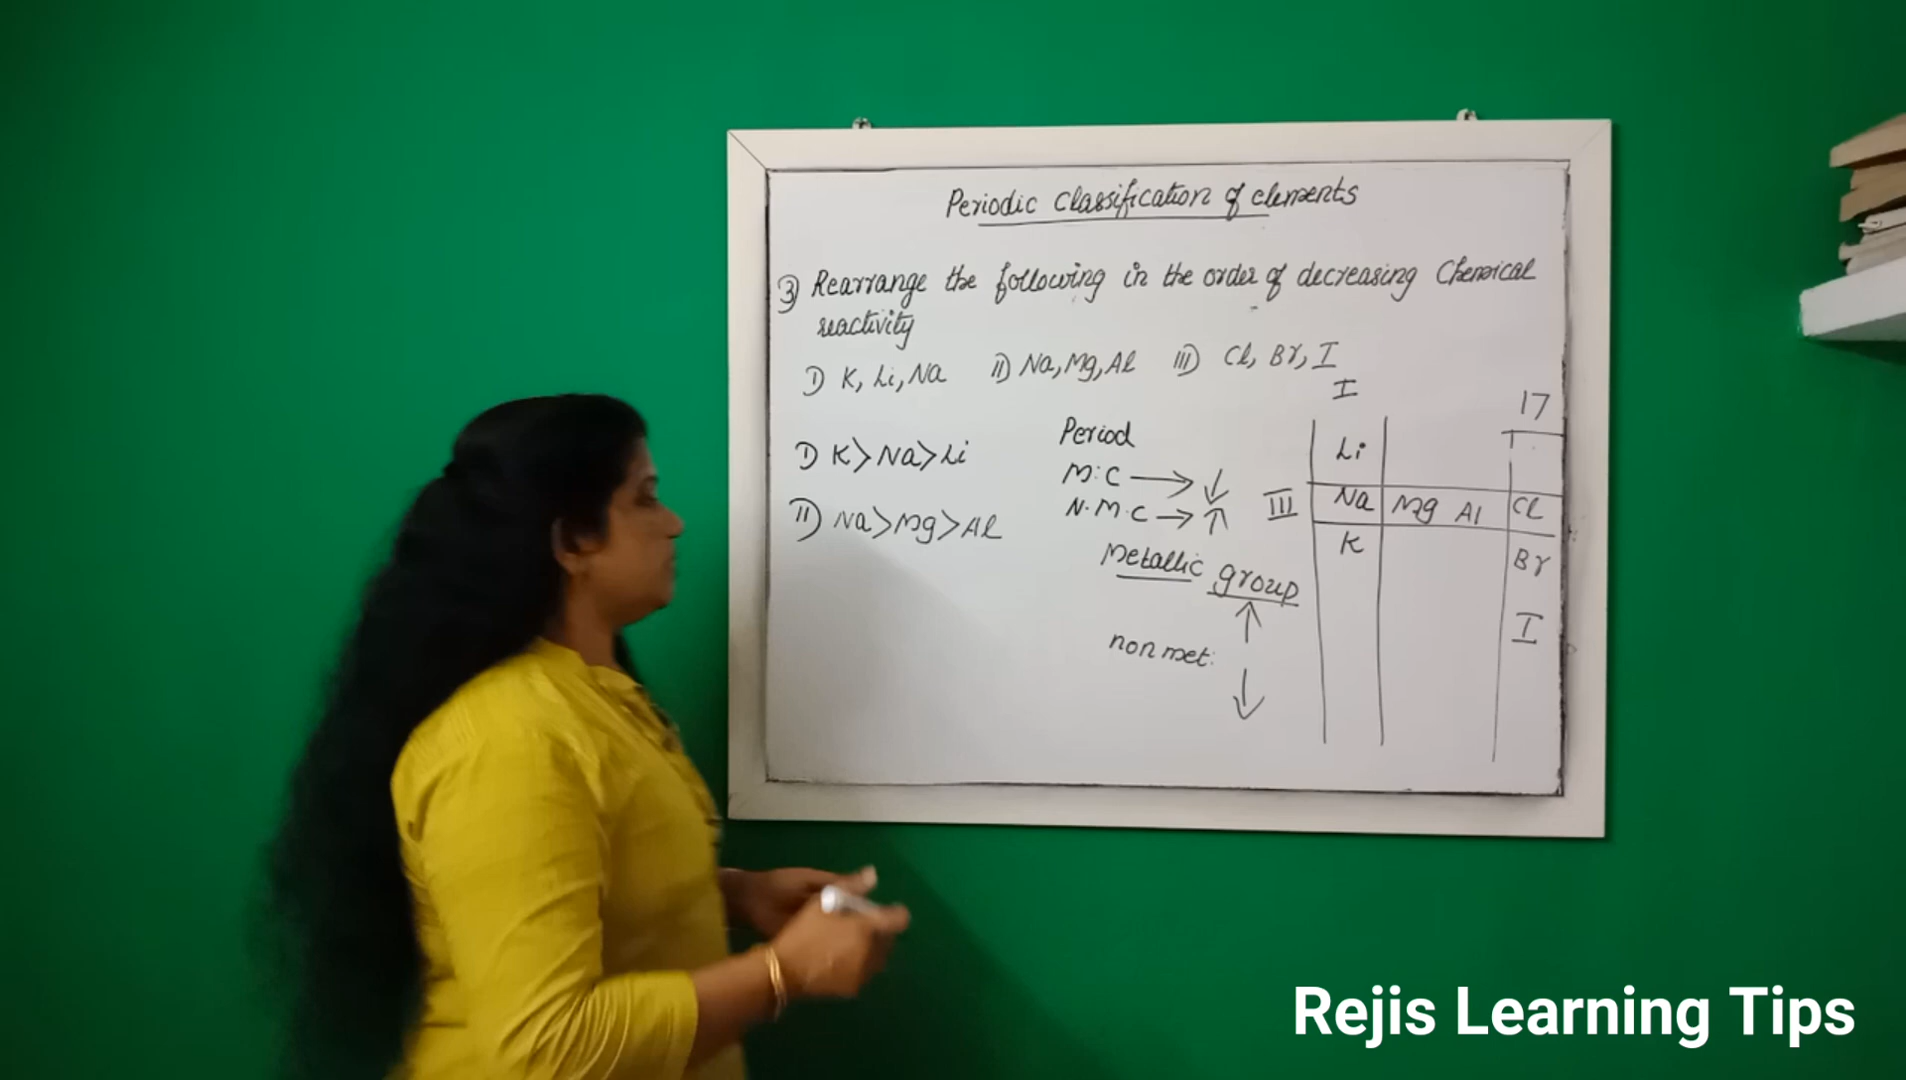 Periodic Classification of elements
3) Rearrange the following in the order of decreasing Chemical
reactivity
I) K, Li, Na II) Na, Mg, Al III) Cl, Br, I
I) K>Na>Li
II) Na>Mg>Al
Period
M.C → ↓
N.M.C → ↑
Metallic group
↑
non met:
↓
I 17
Li
III Na Mg Al Cl
K Br
I
Rejis Learning Tips